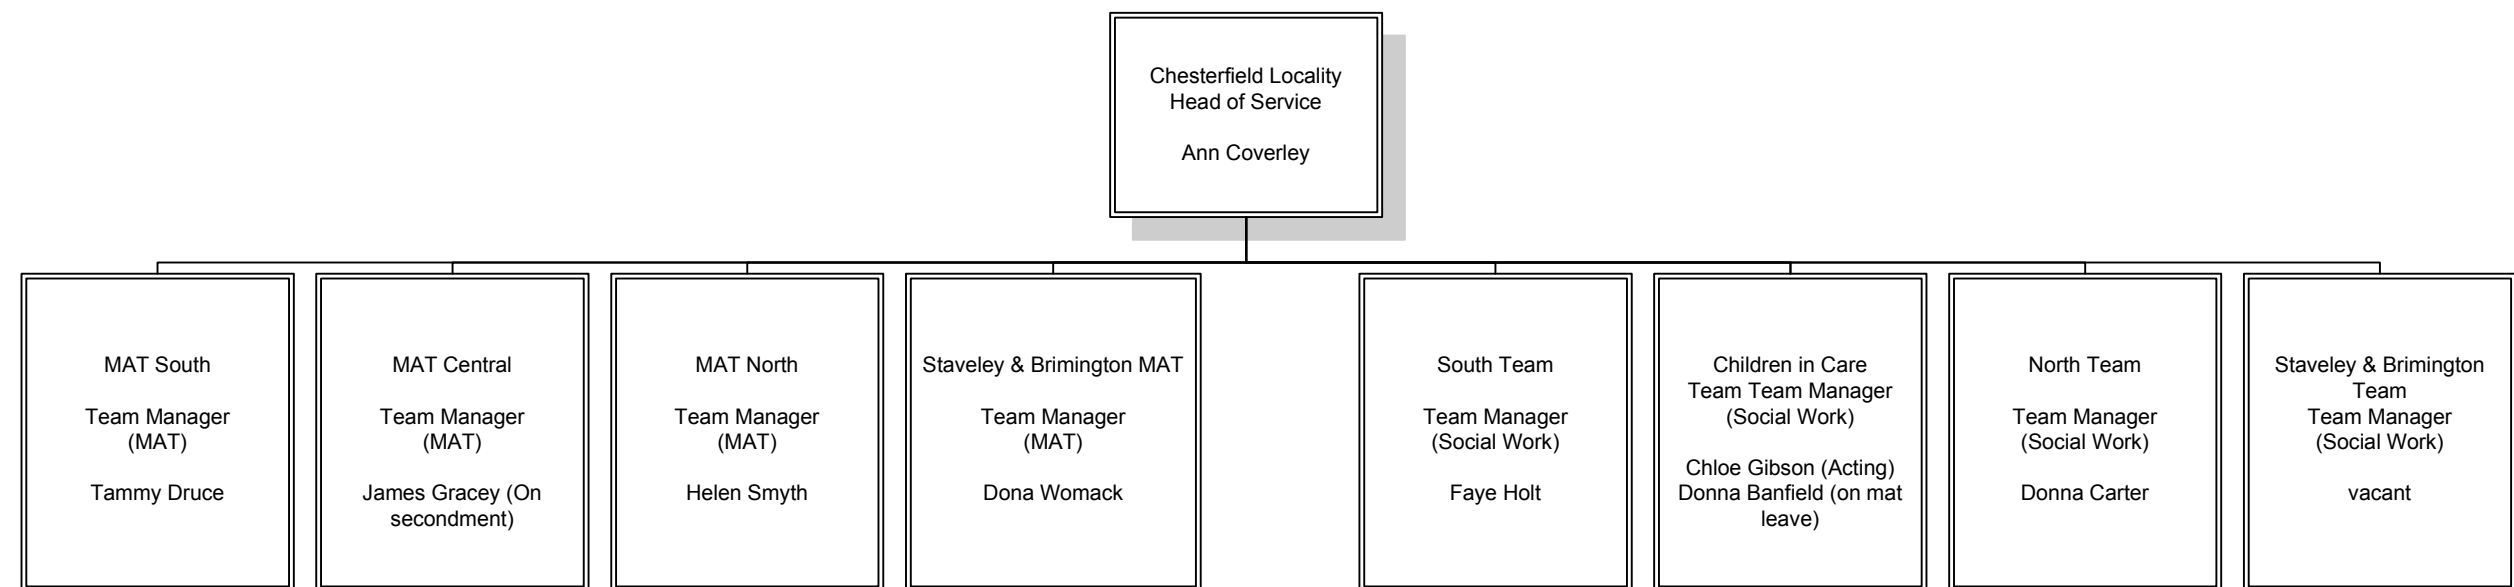 Chesterfield Locality
Head of Service
Ann Coverley
MAT South
Team Manager
(MAT)
Tammy Druce
MAT Central
Team Manager
(MAT)
James Gracey (On
secondment)
MAT North
Team Manager
(MAT)
Helen Smyth
Staveley & Brimington MAT
Team Manager
(MAT)
Dona Womack
South Team
Team Manager
(Social Work)
Faye Holt
Children in Care
Team Team Manager
(Social Work)
Chloe Gibson (Acting)
Donna Banfield (on mat
leave)
North Team
Team Manager
(Social Work)
Donna Carter
Staveley & Brimington
Team
Team Manager
(Social Work)
vacant